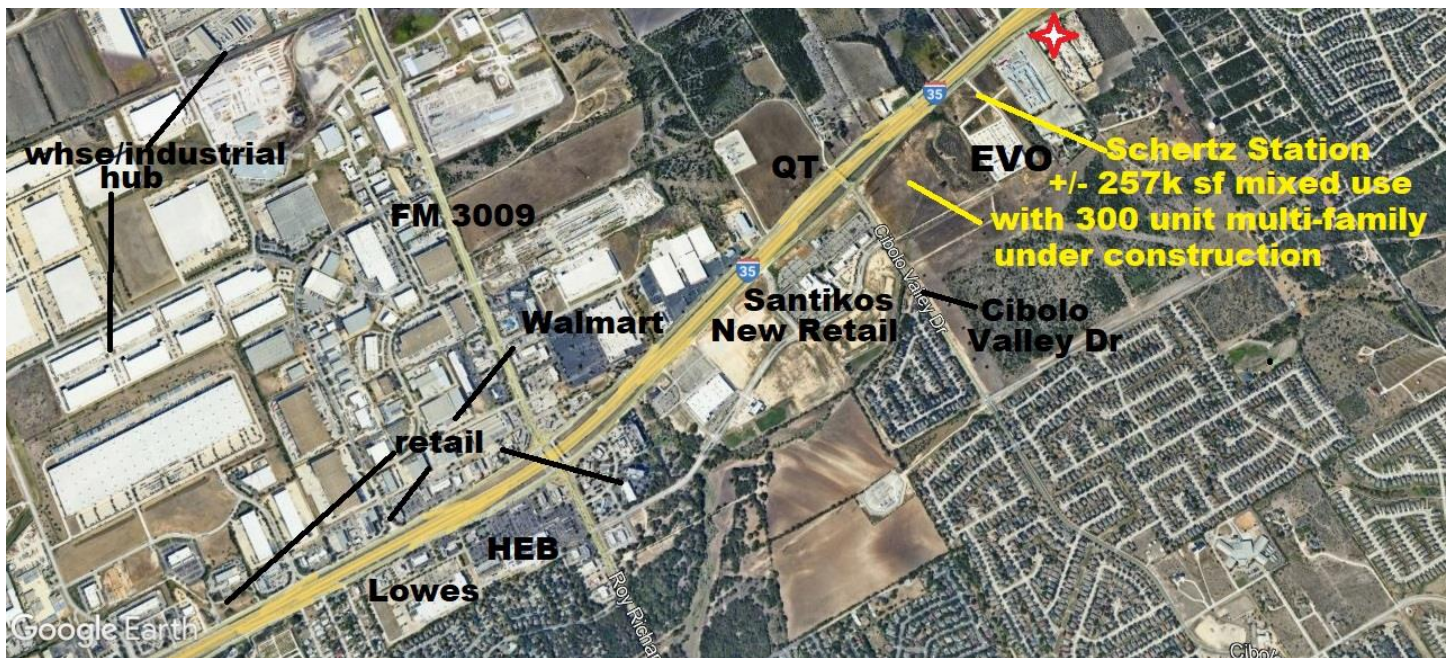 whse/industrial
hub
FM 3009
QT
35
EVO
Schertz Station
+/- 257k sf mixed use
with 300 unit multi-family
under construction
35
Cibolo Valley Dr
Santikos
New Retail
Cibolo
Valley Dr
Walmart
retail
HEB
Lowes
Roy Richar
Google Earth
Cibolo